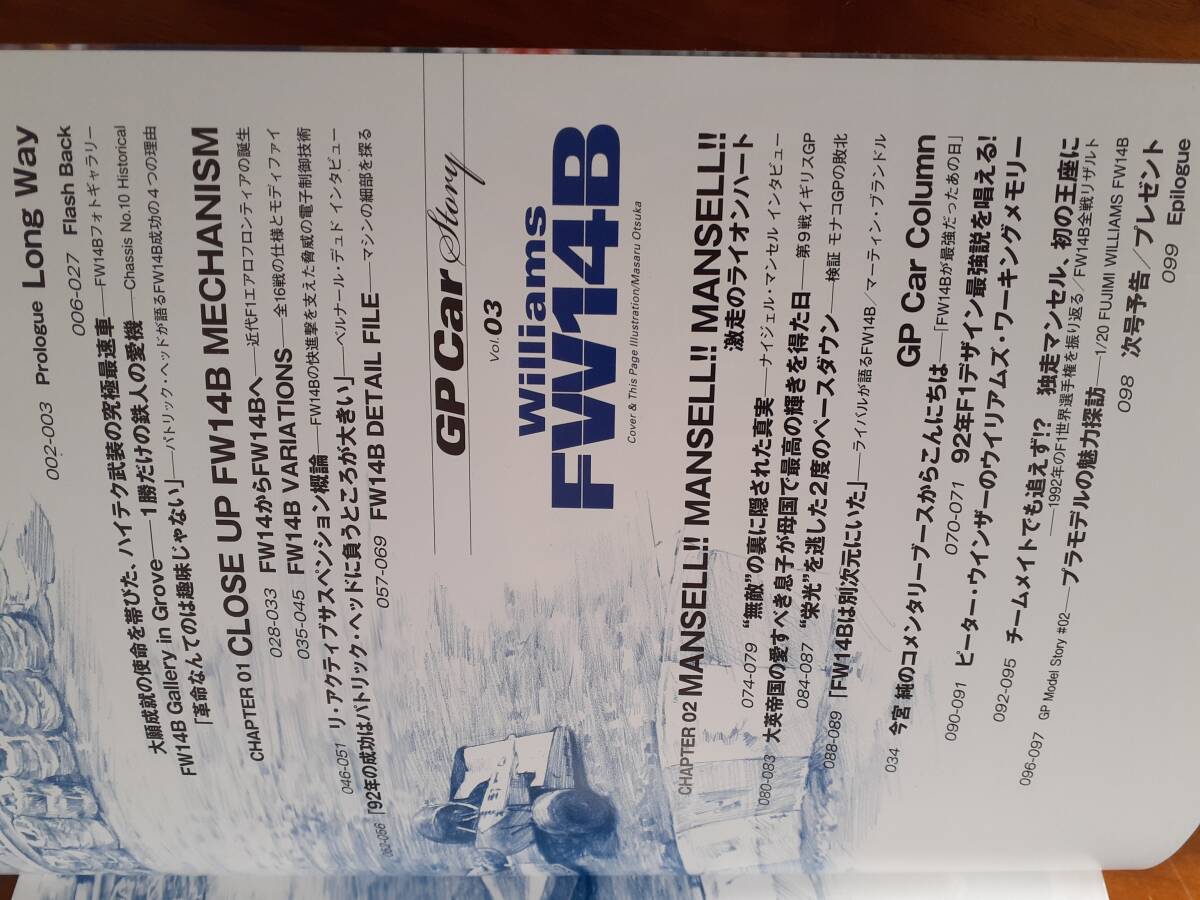 002-003 Prologue Long Way
006-027 Flash Back
大願成就の使命を帯びた、ハイテク武装の究極最速車──FW14Bフォトギャラリー
FW14B Gallery in Grove──1勝だけの鉄人の愛機──Chassis No.10 Historical
「革命なんてのは趣味じゃない」──パトリック・ヘッドが語るFW14B成功の4つの理由
CHAPTER 01 CLOSE UP FW14B MECHANISM
028-033 FW14からFW14Bへ──近代F1エアロフロンティアの誕生
035-045 FW14B VARIATIONS──全16戦の仕様とモディファイ
046-051 リ・アクティブサスペンション概論──FW14Bの快進撃を支えた脅威の電子制御技術
052-056 「92年の成功はパトリック・ヘッドに負うところが大きい」──ベルナール・デュド インタビュー
057-069 FW14B DETAIL FILE──マシンの細部を探る
GP Car Story
Vol.03
Williams
FW14B
Cover & This Page Illustration/Masaru Otsuka
CHAPTER 02 MANSELL!! MANSELL!! MANSELL!!
激走のライオンハート
074-079 “無敵”の裏に隠された真実──ナイジェル・マンセル インタビュー
080-083 大英帝国の愛すべき息子が母国で最高の輝きを得た日──第9戦イギリスGP
084-087 “栄光”を逃した2度のペースダウン──検証 モナコGPの敗北
088-089 「FW14Bは別次元にいた」──ライバルが語るFW14B／マーティン・ブランドル
GP Car Column
034 今宮 純のコメンタリーブースからこんにちは──「FW14Bが最強だったあの日」
070-071 92年F1デザイン最強説を唱える!
090-091 ピーター・ウインザーのウイリアムズ・ワーキングメモリー
092-095 チームメイトでも追えず!? 独走マンセル、初の王座に
──1992年のF1世界選手権を振り返る／FW14B全戦リザルト
096-097 GP Model Story #02── プラモデルの魅力探訪──1/20 FUJIMI WILLIAMS FW14B
098 次号予告／プレゼント
099 Epilogue